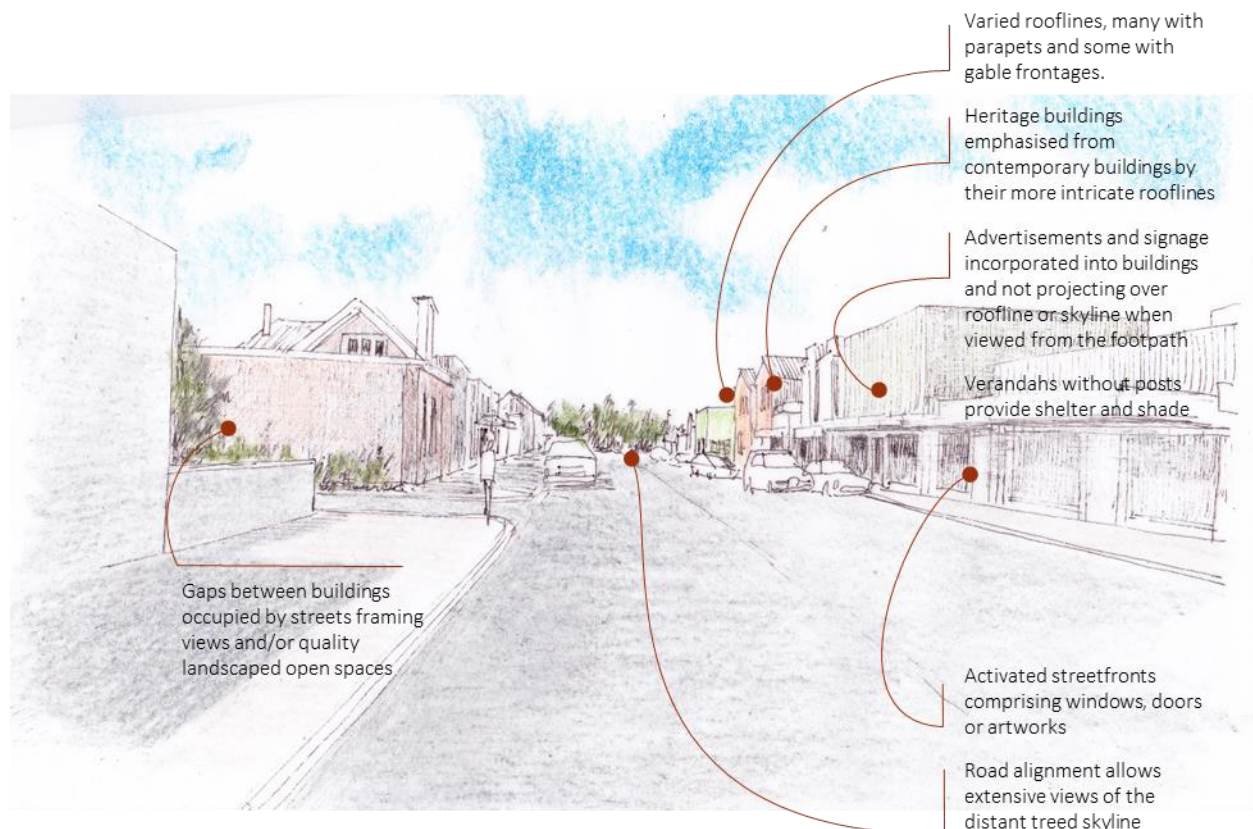 Varied rooflines, many with
parapets and some with
gable frontages.
Heritage buildings
emphasised from
contemporary buildings by
their more intricate rooflines
Advertisements and signage
incorporated into buildings
and not projecting over
roofline or skyline when
viewed from the footpath
Verandahs without posts
provide shelter and shade
Gaps between buildings
occupied by streets framing
views and/or quality
landscaped open spaces
Activated streetfronts
comprising windows, doors
or artworks
Road alignment allows
extensive views of the
distant treed skyline